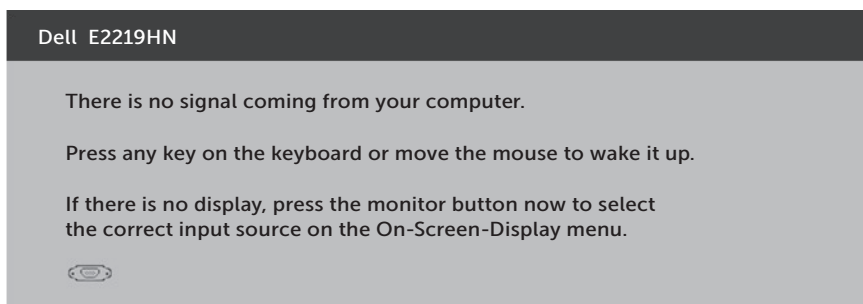 Dell E2219HN
There is no signal coming from your computer.
Press any key on the keyboard or move the mouse to wake it up.
If there is no display, press the monitor button now to select
the correct input source on the On-Screen-Display menu.